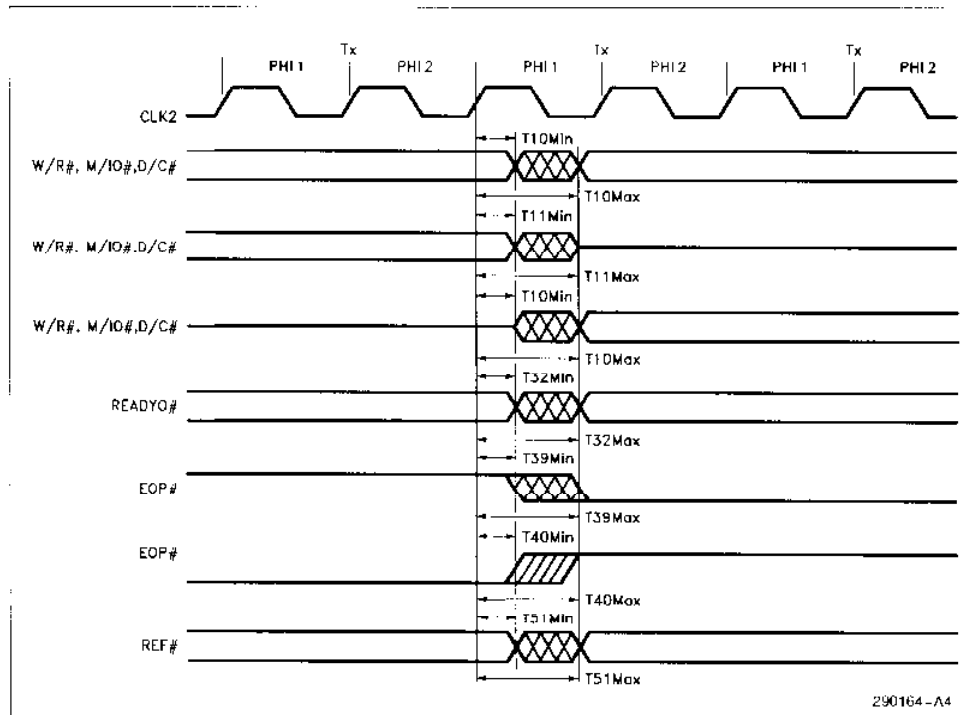 Tx Tx Tx
PHI 1 PHI 2 PHI 1 PHI 2 PHI 1 PHI 2
CLK2
T10Min
W/R#, M/IO#,D/C#
T10Max
T11Min
W/R#. M/IO#.D/C#
T11Max
T10Min
W/R#. M/IO#,D/C#
T10Max
T32Min
READYO#
T32Max
T39Min
EOP#
T39Max
T40Min
EOP#
T40Max
T51Min
REF#
T51Max
290164-A4